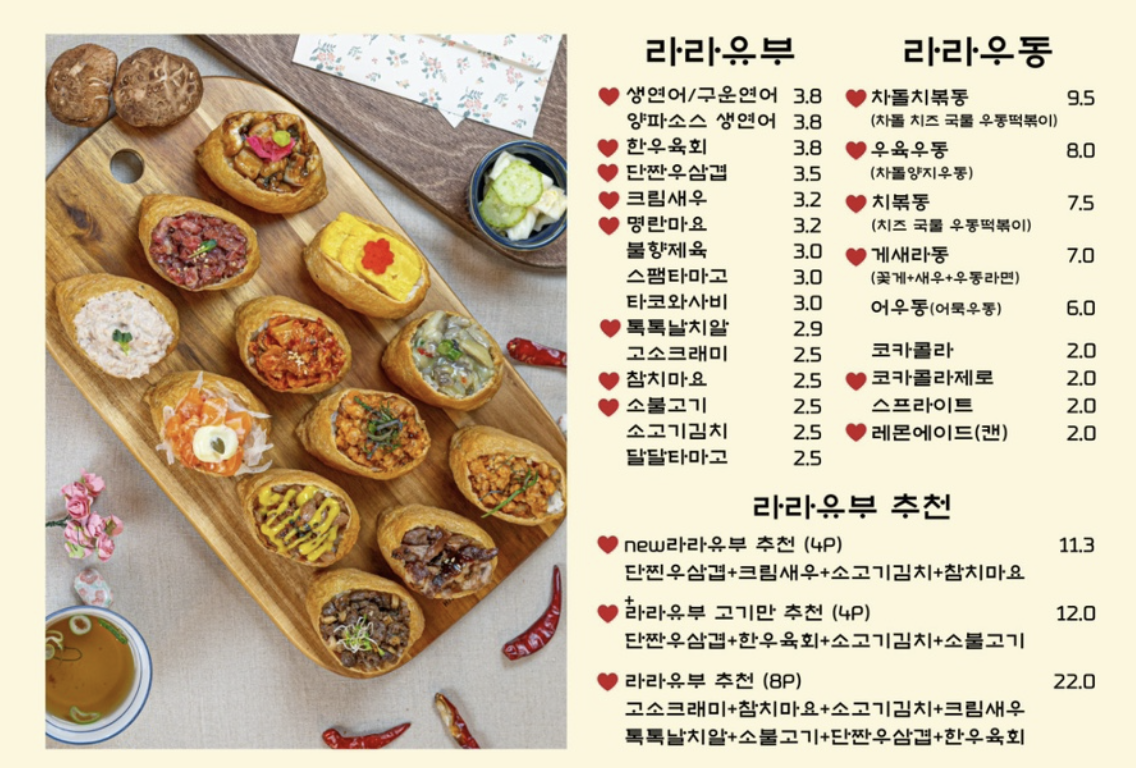 라라유부
생연어/구운연어 3.8
양파소스 생연어 3.8
한우육회 3.8
단짠우삼겹 3.5
크림새우 3.2
명란마요 3.2
불향제육 3.0
스팸타마고 3.0
타코와사비 3.0
톡톡날치알 2.9
고소크래미 2.5
참치마요 2.5
소불고기 2.5
소고기김치 2.5
달달타마고 2.5
라라우동
차돌치볶동 9.5
(차돌 치즈 국물 우동떡볶이)
우육우동 8.0
(차돌양지우동)
치볶동 7.5
(치즈 국물 우동떡볶이)
게새라동 7.0
(꽃게+새우+우동라면)
어우동(어묵우동) 6.0
코카콜라 2.0
코카콜라제로 2.0
스프라이트 2.0
레몬에이드(캔) 2.0
라라유부 추천
new라라유부 추천 (4P) 11.3
단찐우삼겹+크림새우+소고기김치+참치마요
+
라라유부 고기만 추천 (4P) 12.0
단짠우삼겹+한우육회+소고기김치+소불고기
라라유부 추천 (8P) 22.0
고소크래미+참치마요+소고기김치+크림새우
톡톡날치알+소불고기+단짠우삼겹+한우육회